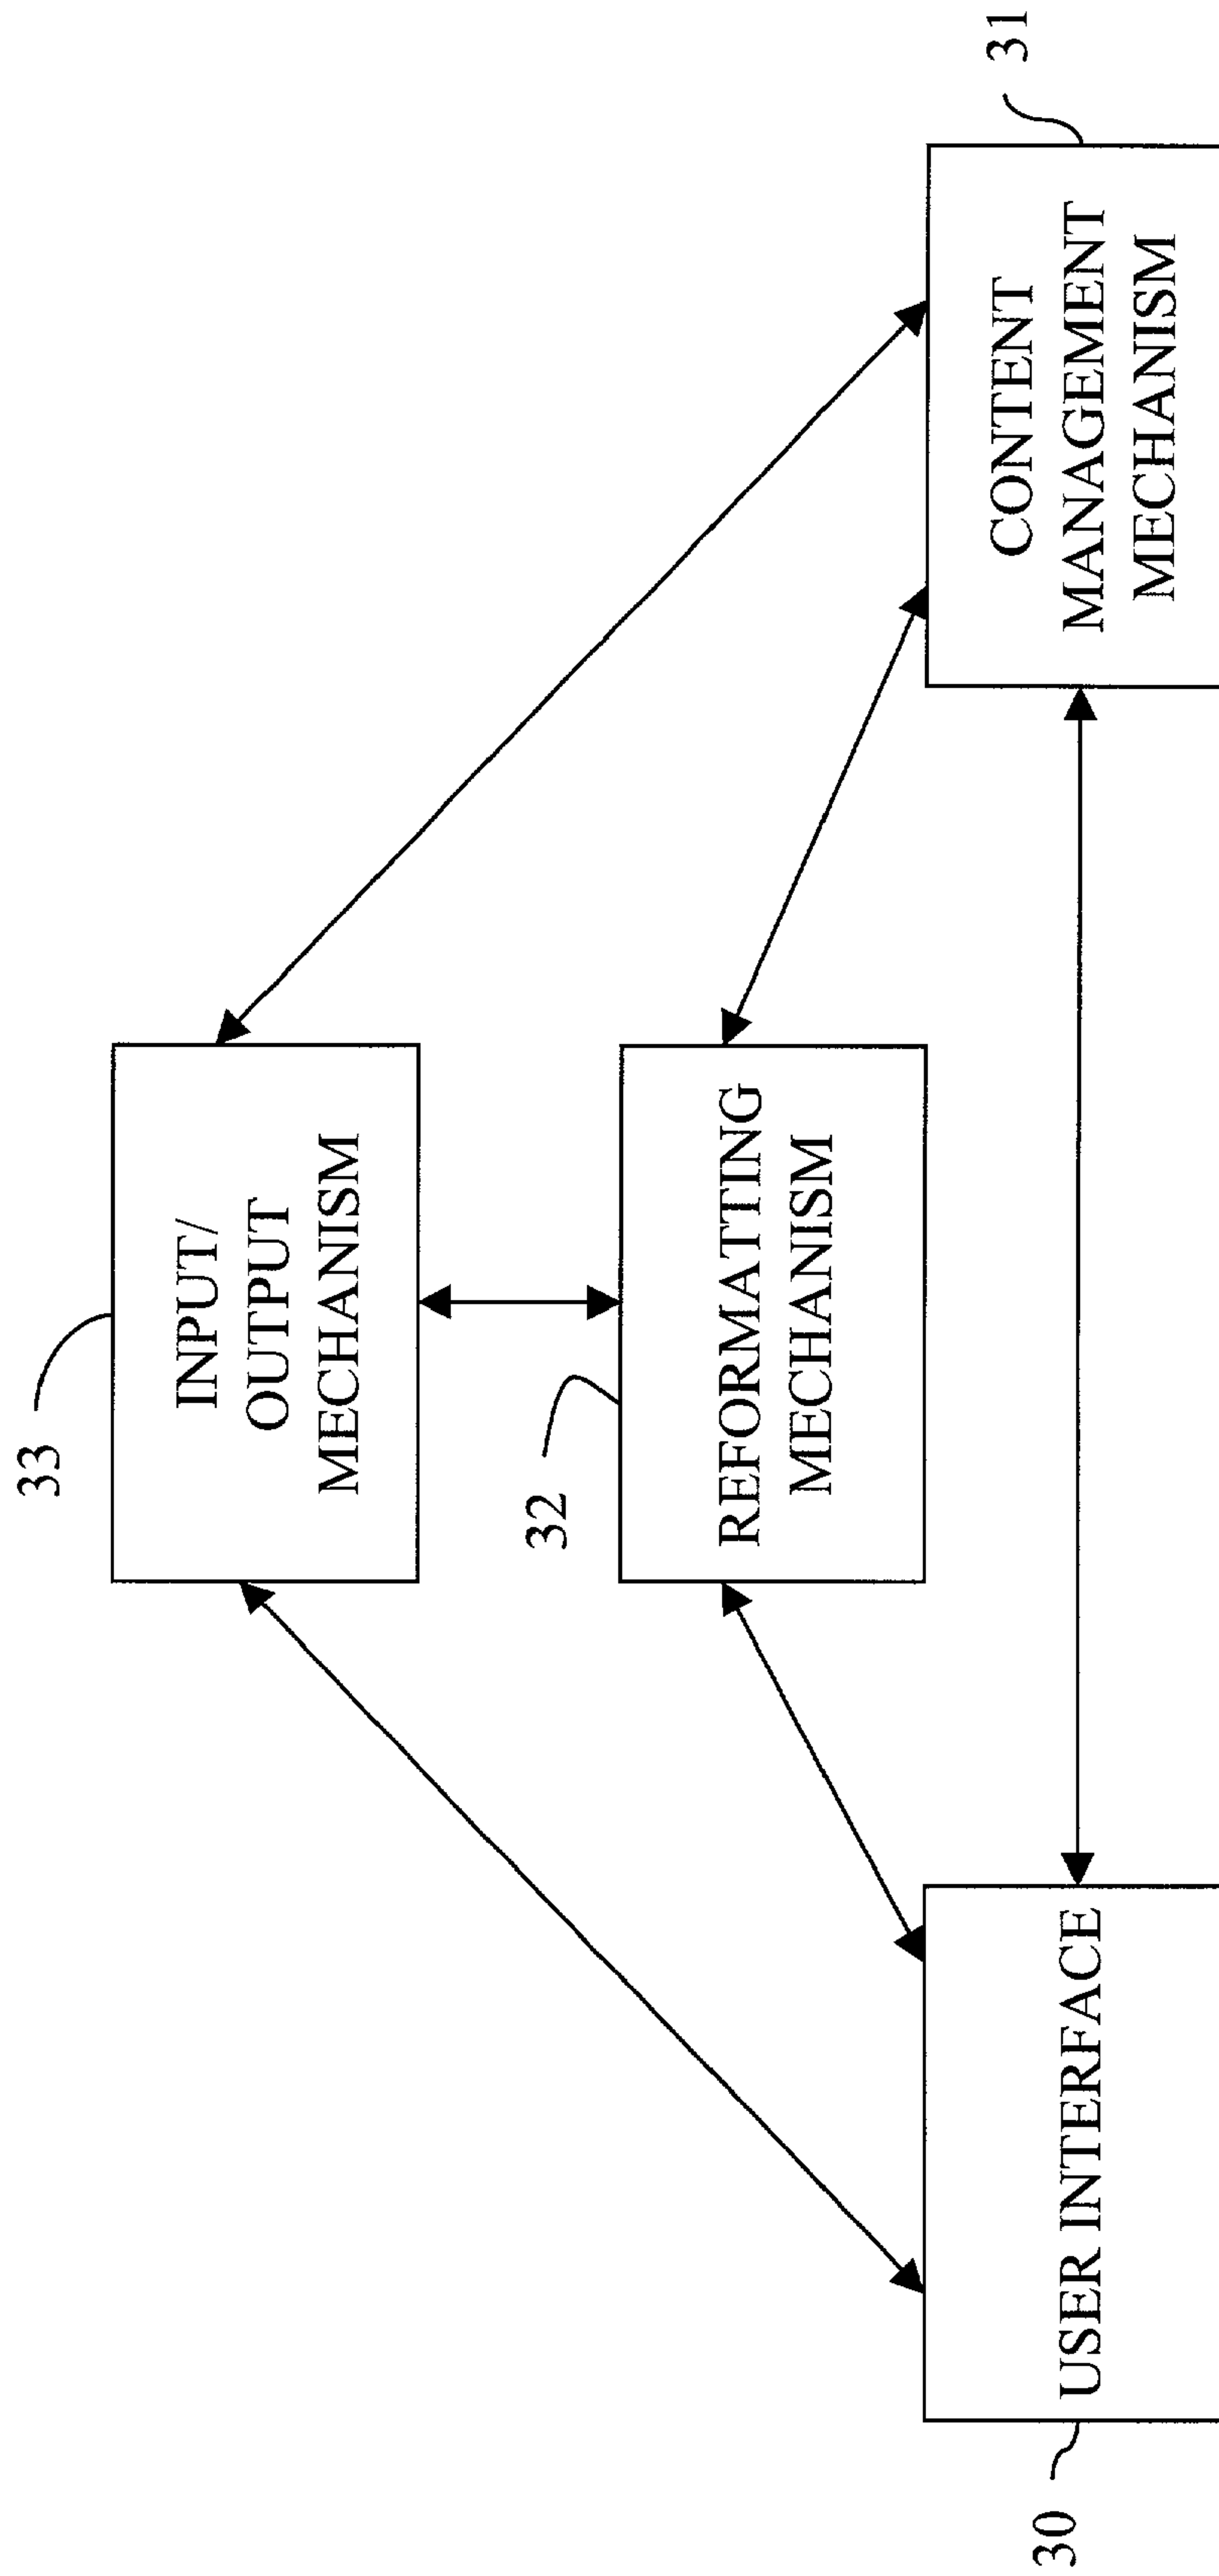 33
INPUT/
OUTPUT
MECHANISM
32
REFORMATTING
MECHANISM
30
USER INTERFACE
31
CONTENT
MANAGEMENT
MECHANISM